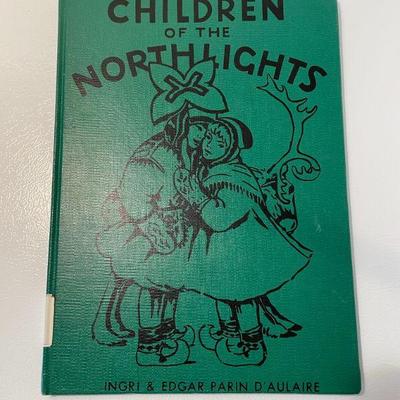 CHILDREN
OF THE
NORTHLIGHTS
INGRI & EDGAR PARIN D'AULAIRE